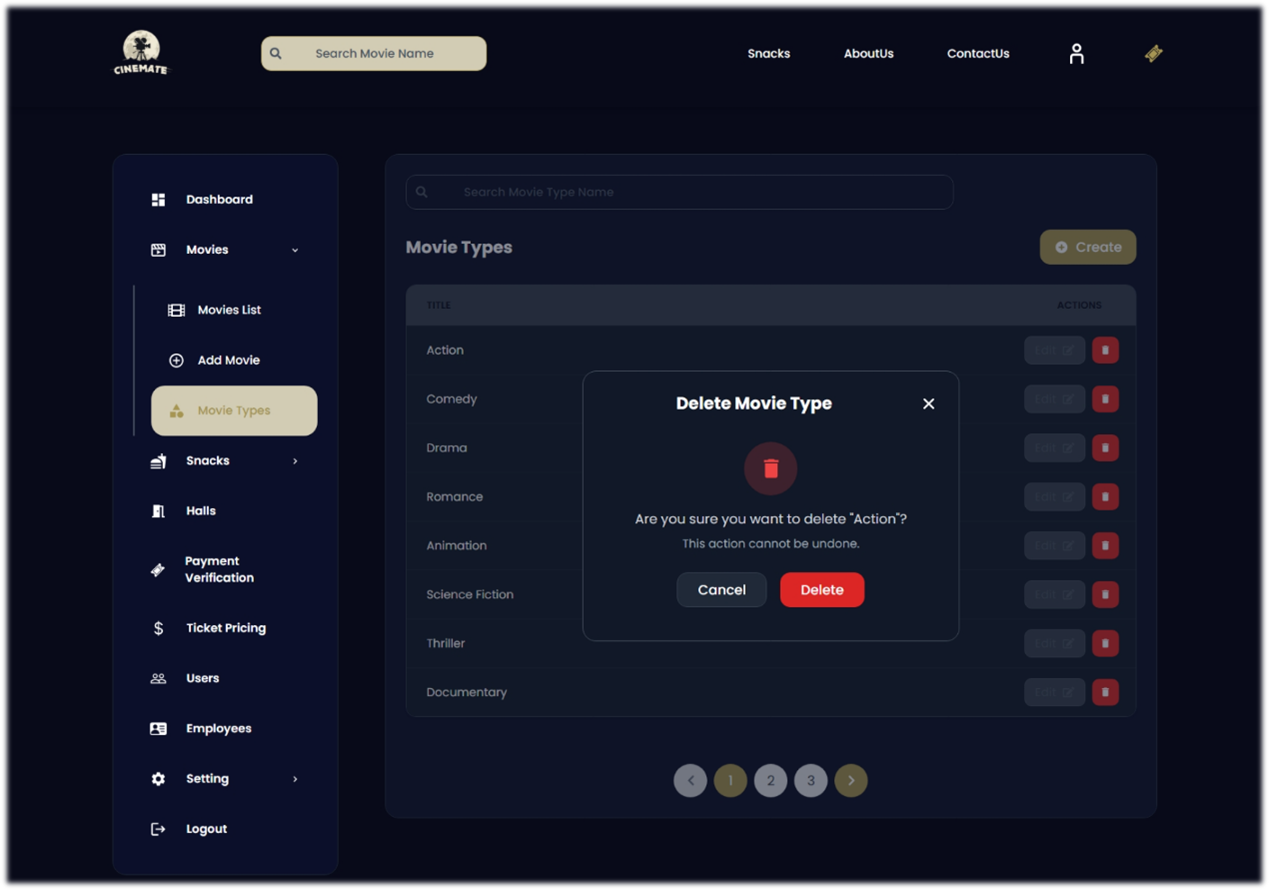 CINEMATE
Search Movie Name
Snacks
AboutUs
ContactUs
Dashboard
Movies
Movies List
Add Movie
Movie Types
Snacks
Halls
Payment
Verification
Ticket Pricing
Users
Employees
Setting
Logout
Search Movie Type Name
Movie Types
Create
TITLE
ACTIONS
Action
Edit
Comedy
Edit
Drama
Edit
Romance
Edit
Animation
Edit
Science Fiction
Edit
Thriller
Edit
Documentary
Edit
Delete Movie Type
Are you sure you want to delete "Action"?
This action cannot be undone.
Cancel
Delete
1
2
3